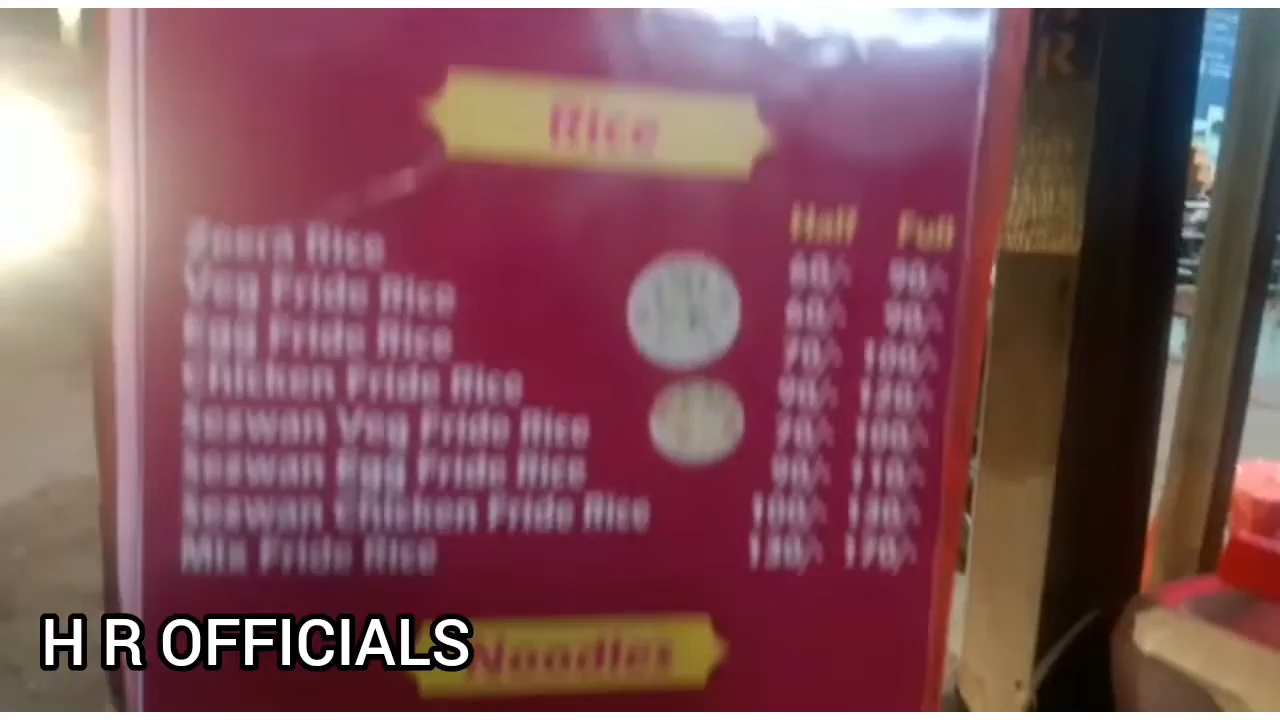 Rice
Half Full
Jeera Rice 60/- 90/-
Veg Fride Rice 60/- 90/-
Egg Fride Rice 70/- 100/-
Chicken Fride Rice 90/- 120/-
Seswan Veg Fride Rice 70/- 100/-
Seswan Egg Fride Rice 90/- 110/-
Seswan Chicken Fride Rice 100/- 130/-
Mix Fride Rice 130/- 170/-
H R OFFICIALS
Noodles